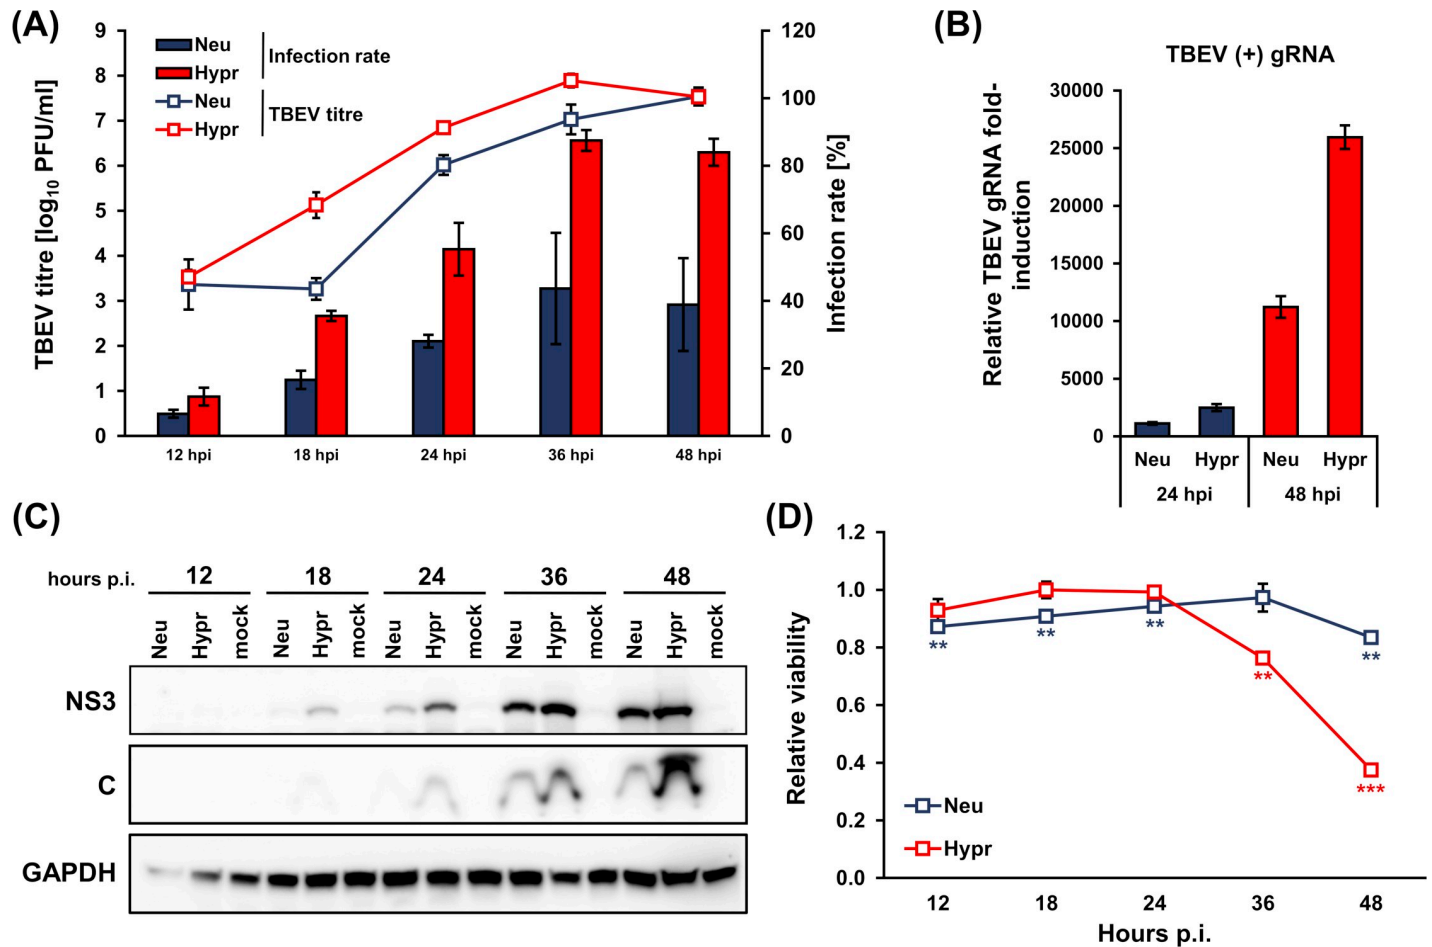 (A)
TBEV titre [log10 PFU/ml]
9
8
7
6
5
4
3
2
1
0
Neu
Hypr
Infection rate
Neu
Hypr
TBEV titre
120
100
80
60
40
20
0
Infection rate [%]
12 hpi 18 hpi 24 hpi 36 hpi 48 hpi
(B)
TBEV (+) gRNA
Relative TBEV gRNA fold-
induction
30000
25000
20000
15000
10000
5000
0
Neu Hypr Neu Hypr
24 hpi 48 hpi
(C)
hours p.i. 12 18 24 36 48
Neu Hypr mock Neu Hypr mock Neu Hypr mock Neu Hypr mock Neu Hypr mock
NS3
C
GAPDH
(D)
Relative viability
1.2
1.0
0.8
0.6
0.4
0.2
0.0
** ** ** ** ** ***
Neu
Hypr
12 18 24 36 48
Hours p.i.